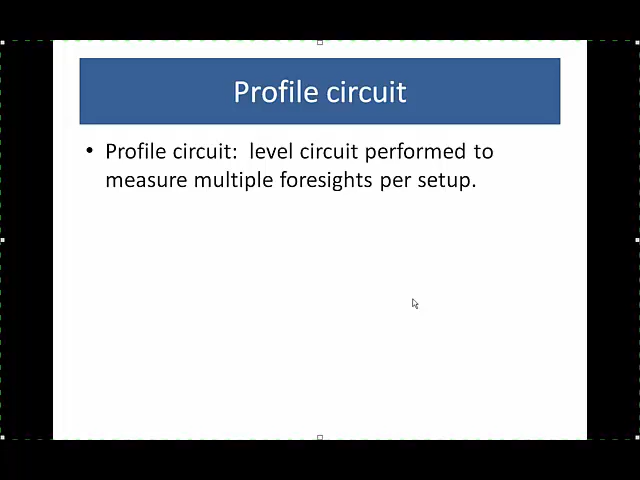 Profile circuit
• Profile circuit:  level circuit performed to
measure multiple foresights per setup.